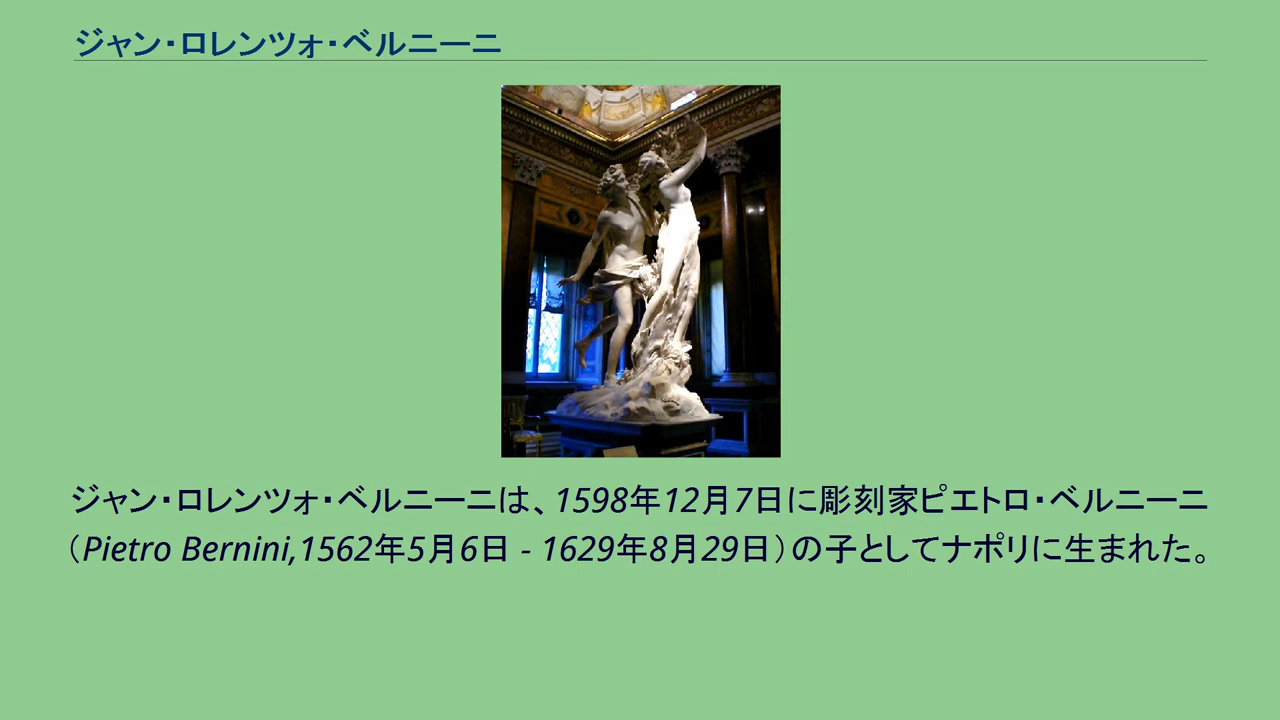 ジャン・ロレンツォ・ベルニーニ
ジャン・ロレンツォ・ベルニーニは、1598年12月7日に彫刻家ピエトロ・ベルニーニ
（Pietro Bernini,1562年5月6日 - 1629年8月29日）の子としてナポリに生まれた。